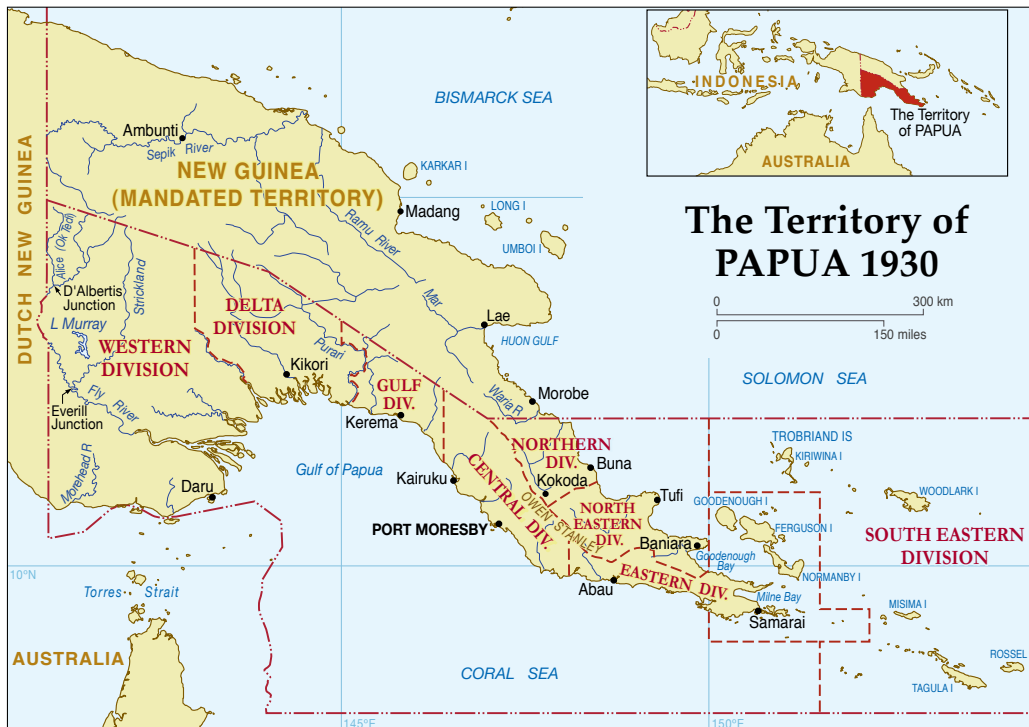 BISMARCK SEA
INDONESIA
The Territory
of PAPUA
AUSTRALIA
The Territory of
PAPUA 1930
0 300 km
0 150 miles
DUTCH NEW GUINEA
Ambunti
Sepik River
NEW GUINEA
(MANDATED TERRITORY)
KARKAR I
Madang
LONG I
UMBOI I
Ramu River
Mar
Alice (Ok Tedi)
Strickland
D'Albertis
Junction
L Murray
WESTERN
DIVISION
DELTA
DIVISION
Purari
Kikori
Lae
HUON GULF
GULF
DIV.
Kerema
Waria R
Morobe
SOLOMON SEA
Fly River
Everill
Junction
Morehead R
Daru
Gulf of Papua
Kairuku
CENTRAL DIV.
NORTHERN
DIV.
Buna
Kokoda
OWEN STANLEY
NORTH
EASTERN
DIV.
Tufi
Baniara
PORT MORESBY
TROBRIAND IS
KIRIWINA I
GOODENOUGH I
WOODLARK I
FERGUSON I
SOUTH EASTERN
DIVISION
Goodenough
Bay
NORMANBY I
EASTERN DIV.
Abau
Milne Bay
Samarai
MISIMA I
ROSSEL
TAGULA I
10°N
Torres Strait
AUSTRALIA
CORAL SEA
145°E
150°E